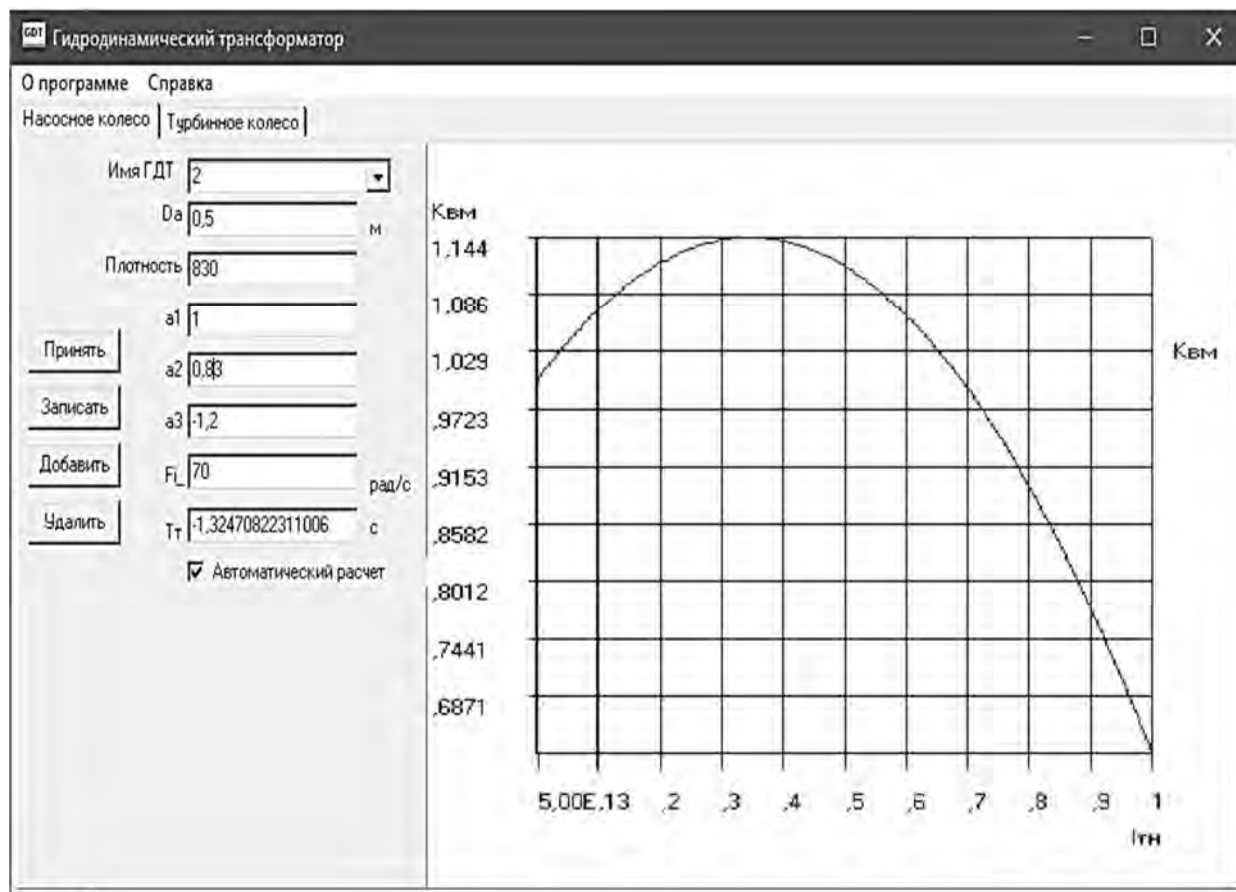 GDT Гидродинамический трансформатор
О программе Справка
Насосное колесо Турбинное колесо
Имя ГДТ 2
Da 0,5 м
Плотность 830
a1 1
Принять
a2 0,83
Записать
a3 -1,2
Добавить
Fi_ 70 рад/с
Удалить
Тт -1,32470822311006 с
Автоматический расчет
Квм
1,144
1,086
1,029
,9723
,9153
,8582
,8012
,7441
,6871
Квм
5,00E,13 ,2 ,3 ,4 ,5 ,6 ,7 ,8 ,9 1
Iтн